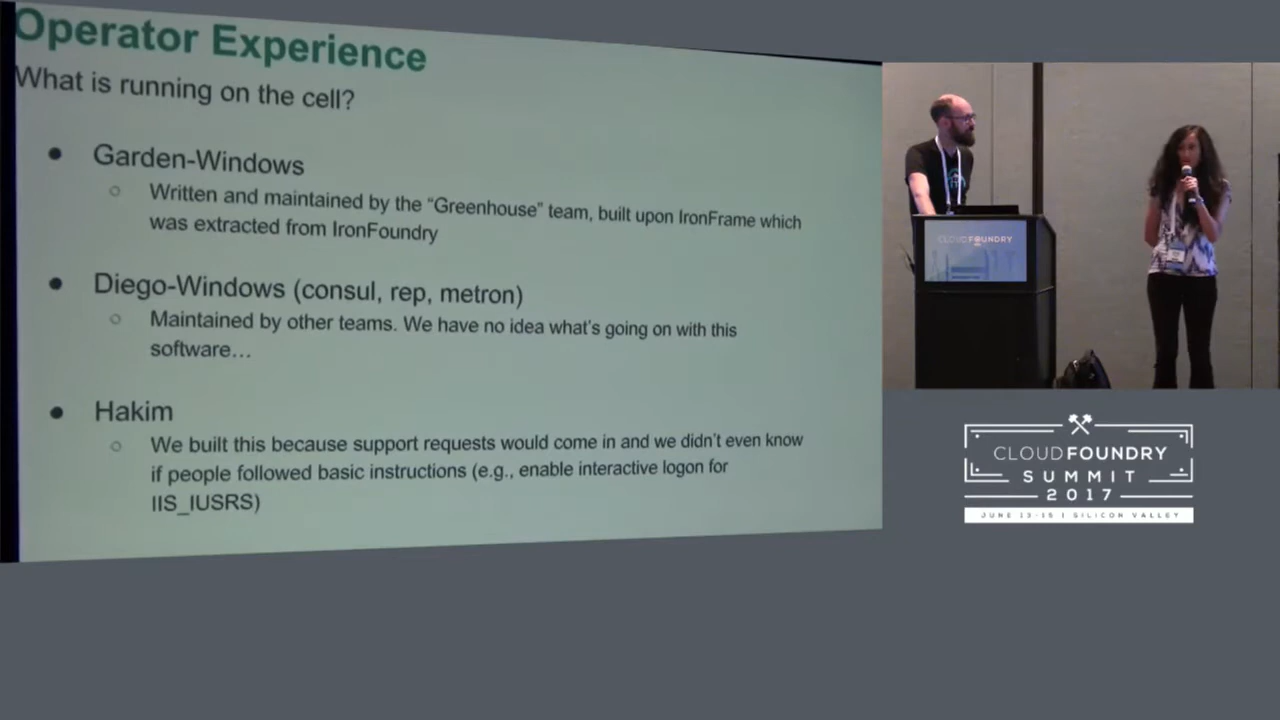 Operator Experience
What is running on the cell?
● Garden-Windows
○ Written and maintained by the “Greenhouse” team, built upon IronFrame which
was extracted from IronFoundry
● Diego-Windows (consul, rep, metron)
○ Maintained by other teams. We have no idea what’s going on with this
software…
● Hakim
○ We built this because support requests would come in and we didn’t even know
if people followed basic instructions (e.g., enable interactive logon for
IIS_IUSRS)
CLOUD FOUNDRY
CLOUD FOUNDRY
SUMMIT
2017
JUNE 13-15 | SILICON VALLEY